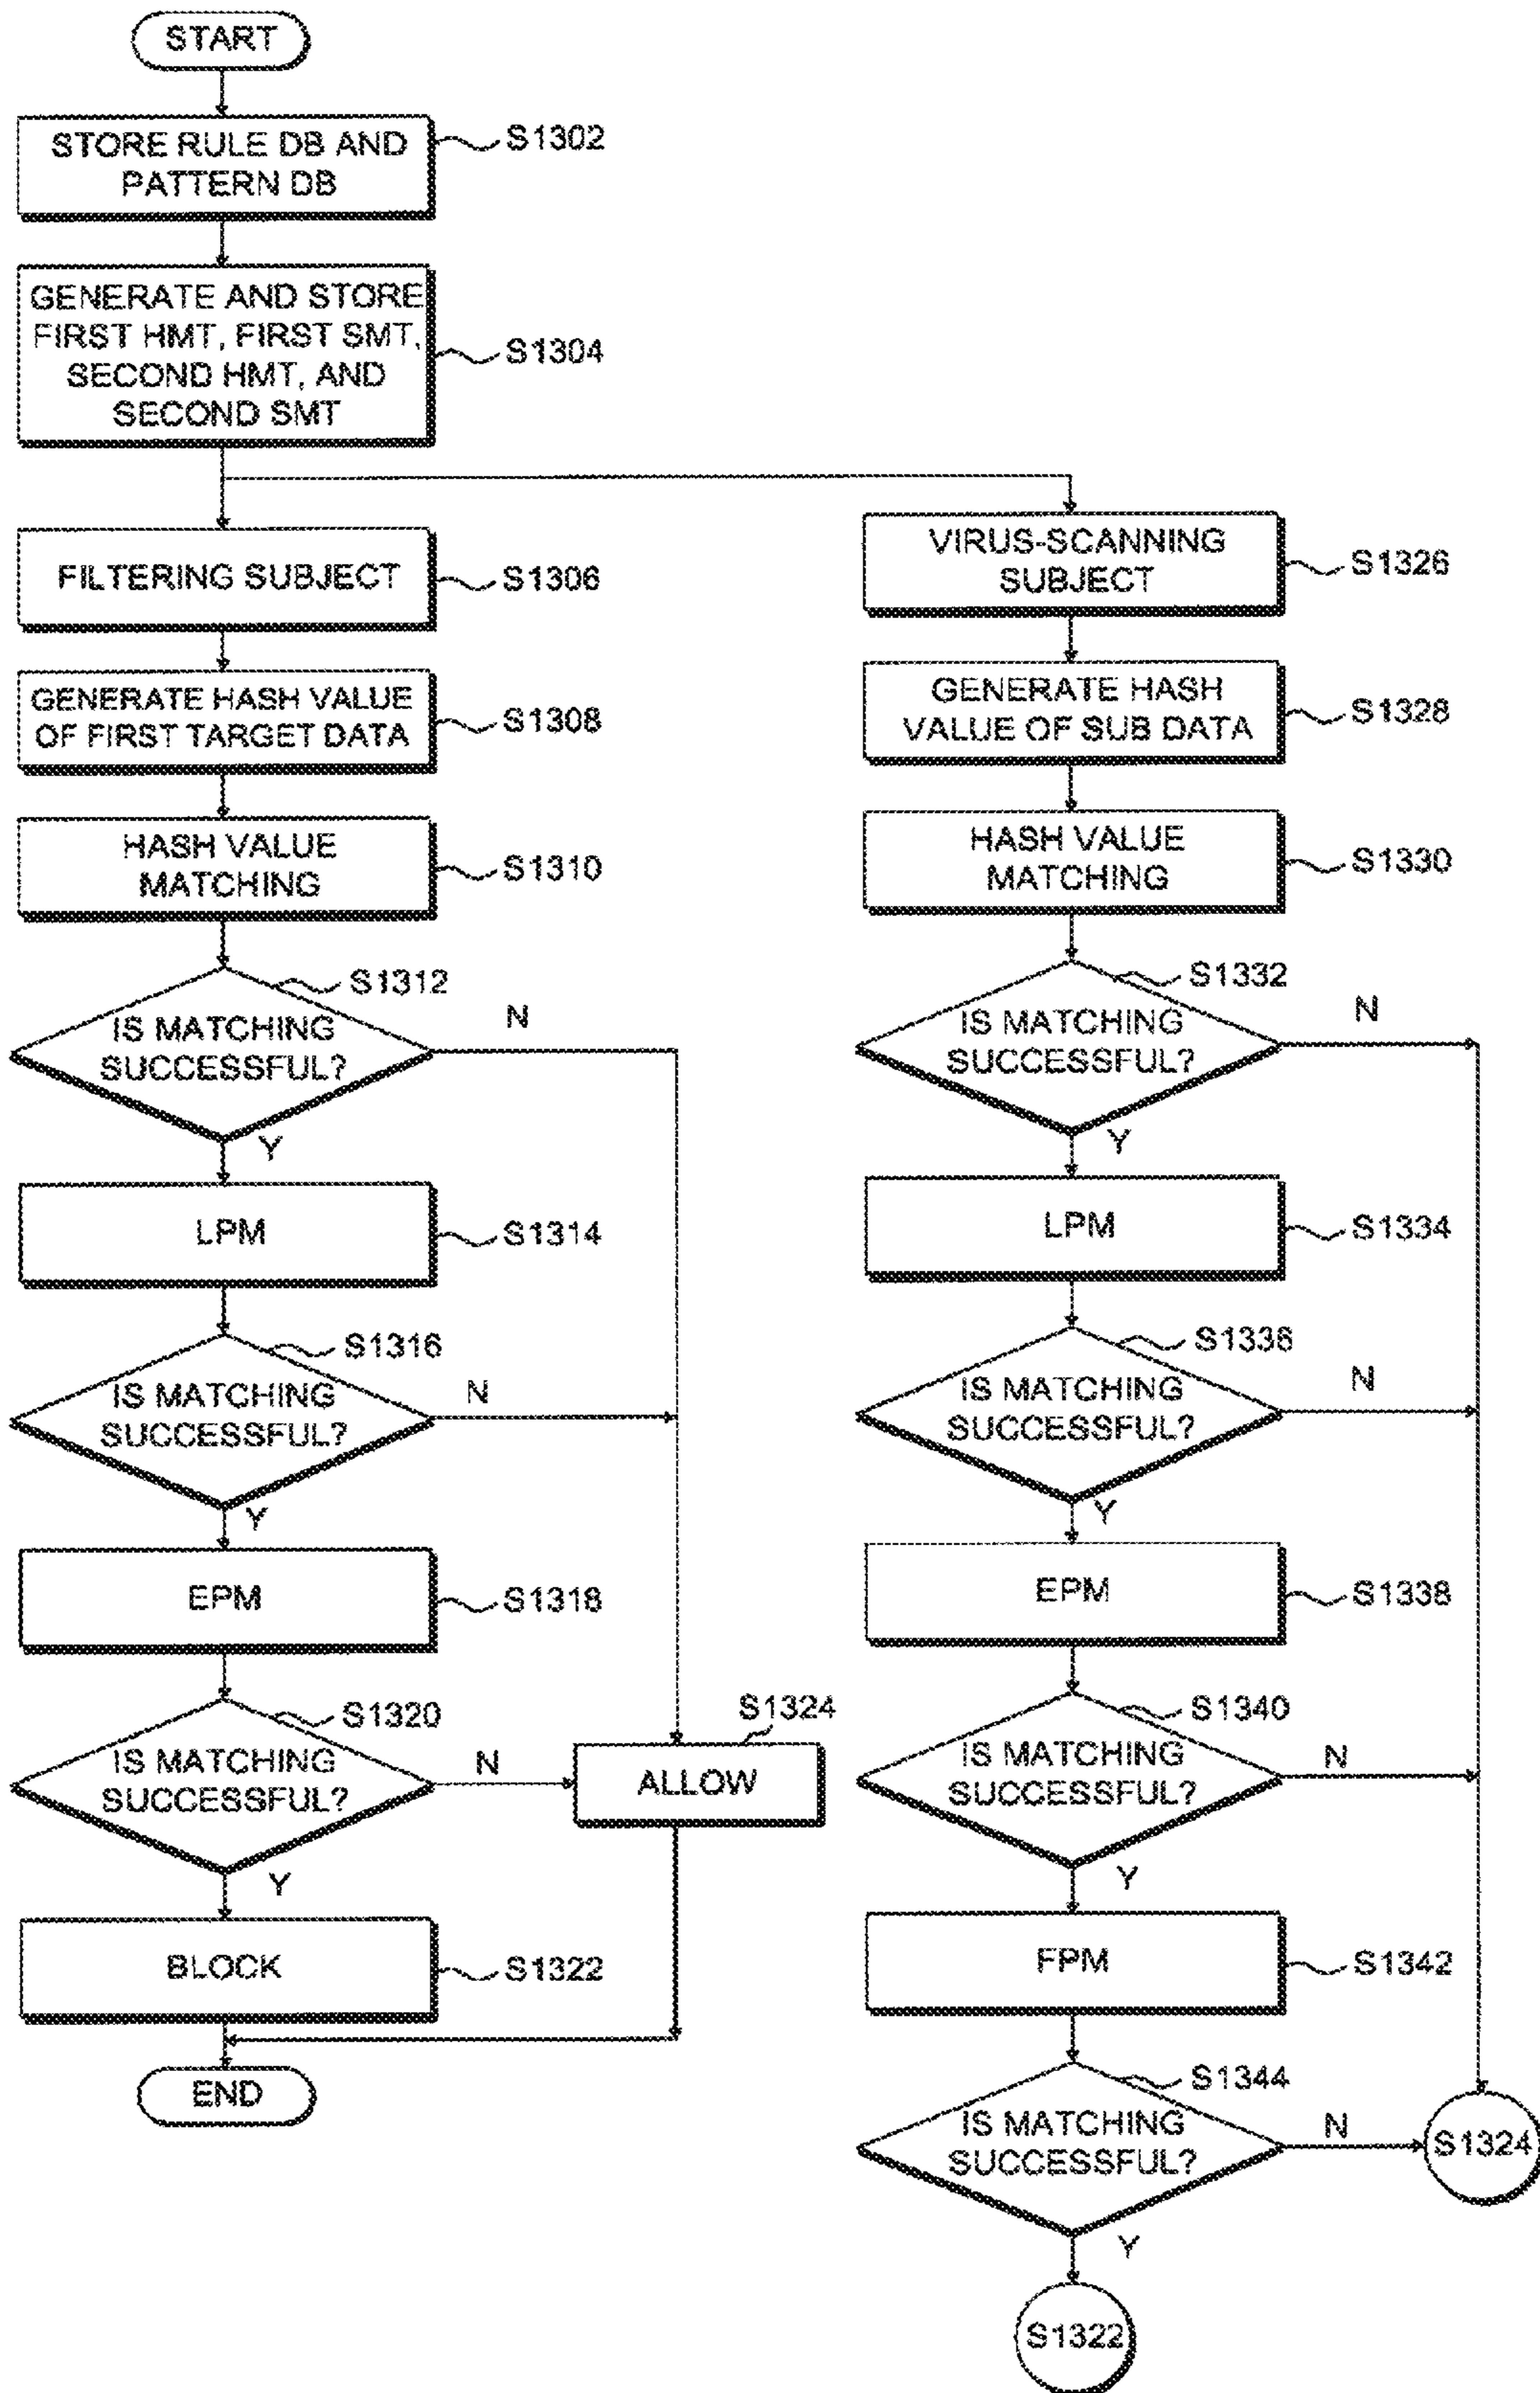 START
STORE RULE DB AND
PATTERN DB
S1302
GENERATE AND STORE
FIRST HMT, FIRST SMT,
SECOND HMT, AND
SECOND SMT
S1304
FILTERING SUBJECT
S1306
GENERATE HASH VALUE
OF FIRST TARGET DATA
S1308
HASH VALUE
MATCHING
S1310
S1312
IS MATCHING
SUCCESSFUL?
N
Y
LPM
S1314
S1316
IS MATCHING
SUCCESSFUL?
N
Y
EPM
S1318
S1320
IS MATCHING
SUCCESSFUL?
N
Y
S1324
ALLOW
BLOCK
S1322
END
VIRUS-SCANNING
SUBJECT
S1326
GENERATE HASH
VALUE OF SUB DATA
S1328
HASH VALUE
MATCHING
S1330
S1332
IS MATCHING
SUCCESSFUL?
N
Y
LPM
S1334
S1336
IS MATCHING
SUCCESSFUL?
N
Y
EPM
S1338
S1340
IS MATCHING
SUCCESSFUL?
N
Y
FPM
S1342
S1344
IS MATCHING
SUCCESSFUL?
N
S1324
Y
S1322